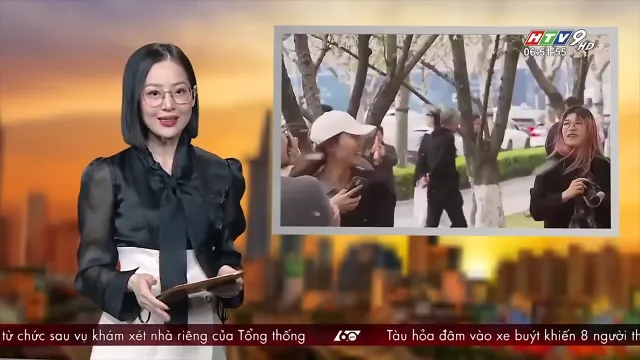 HTV9 HD
06:51:55
từ chức sau vụ khám xét nhà riêng của Tổng thống
60
Tàu hỏa đâm vào xe buýt khiến 8 người th